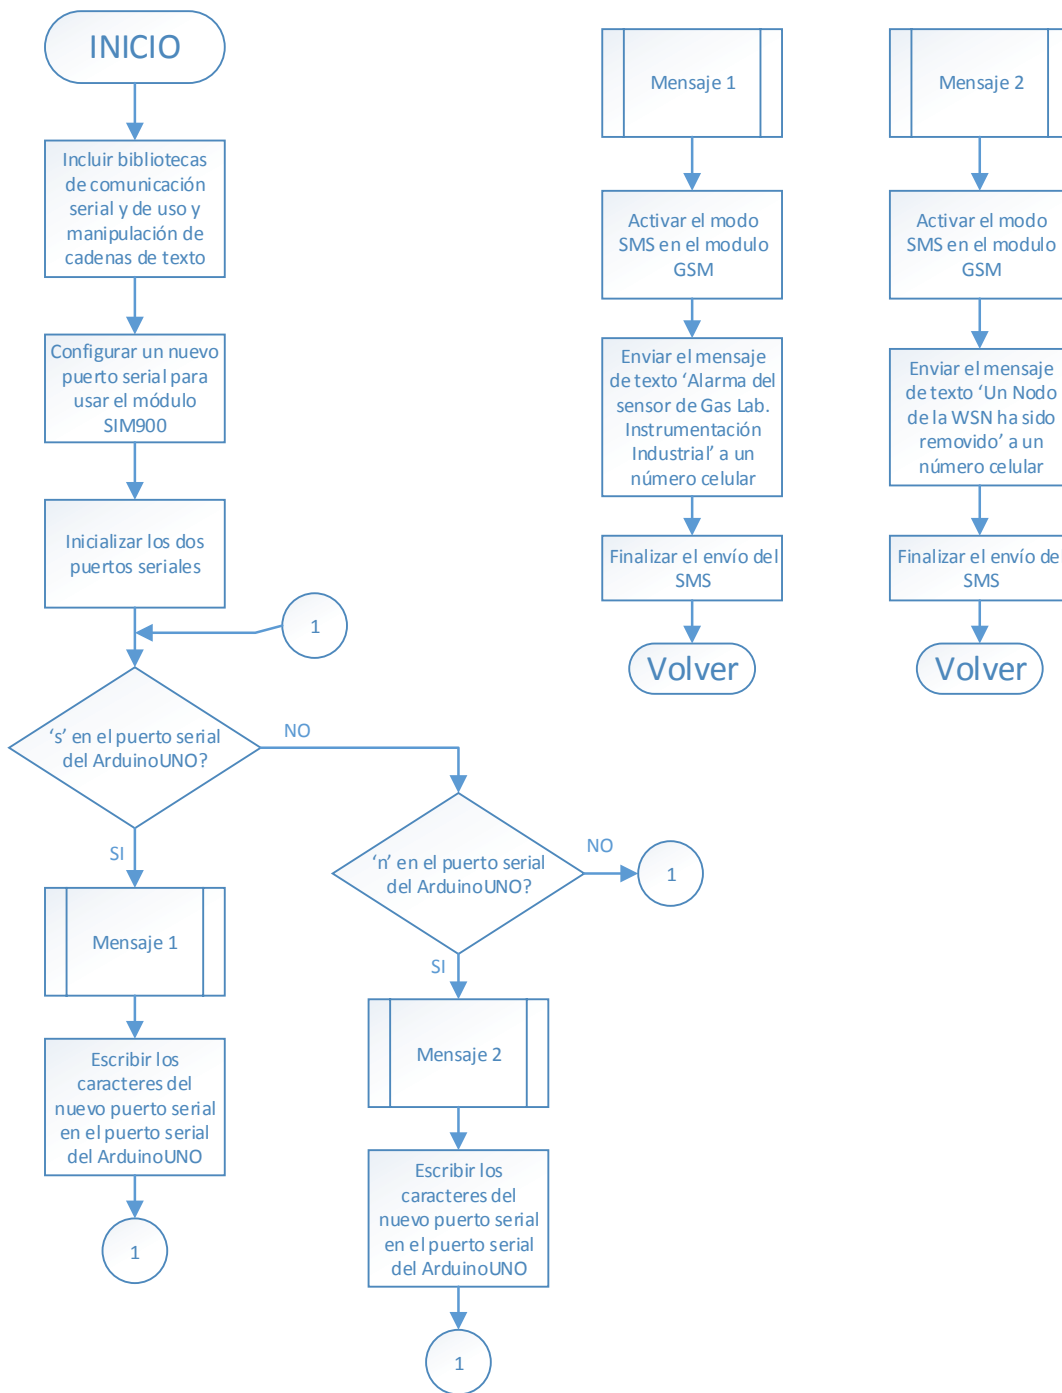 INICIO
Incluir bibliotecas
de comunicación
serial y de uso y
manipulación de
cadenas de texto
Configurar un nuevo
puerto serial para
usar el módulo
SIM900
Inicializar los dos
puertos seriales
1
‘s’ en el puerto serial
del ArduinoUNO?
NO
SI
Mensaje 1
Escribir los
caracteres del
nuevo puerto serial
en el puerto serial
del ArduinoUNO
1
‘n’ en el puerto serial
del ArduinoUNO?
NO
1
SI
Mensaje 2
Escribir los
caracteres del
nuevo puerto serial
en el puerto serial
del ArduinoUNO
1
Mensaje 1
Activar el modo
SMS en el modulo
GSM
Enviar el mensaje
de texto ‘Alarma del
sensor de Gas Lab.
Instrumentación
Industrial’ a un
número celular
Finalizar el envío del
SMS
Volver
Mensaje 2
Activar el modo
SMS en el modulo
GSM
Enviar el mensaje
de texto ‘Un Nodo
de la WSN ha sido
removido’ a un
número celular
Finalizar el envío de
SMS
Volver